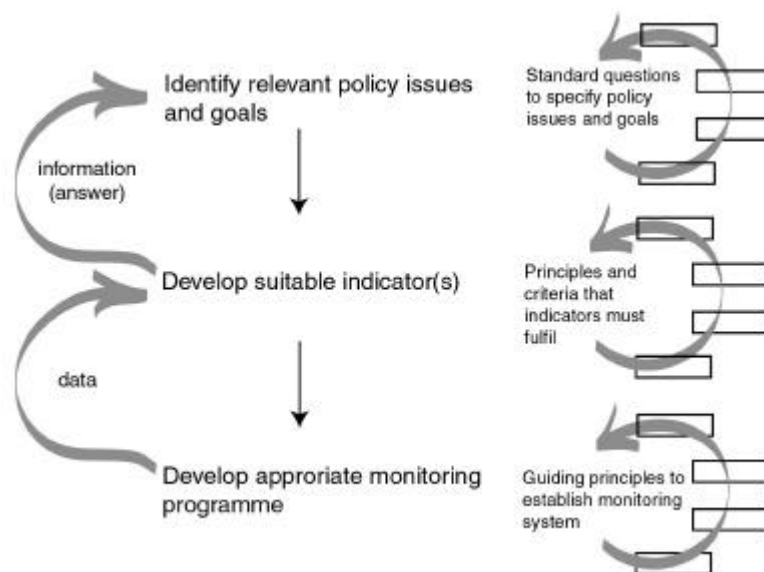 Identify relevant policy issues
and goals
Standard questions
to specify policy
issues and goals
information
(answer)
Develop suitable indicator(s)
Principles and
criteria that
indicators must
fulfil
data
Develop approriate monitoring
programme
Guiding principles to
establish monitoring
system